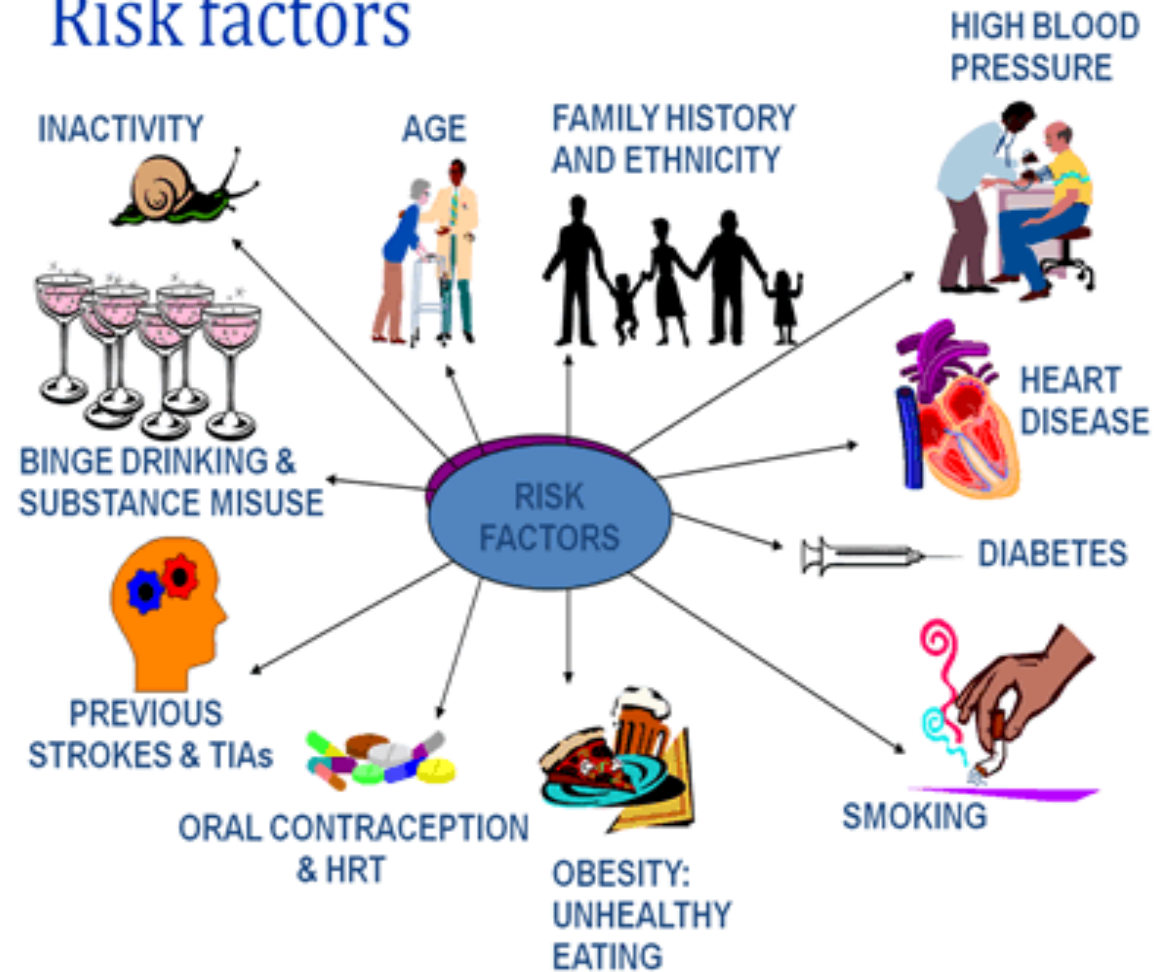 Risk factors
HIGH BLOOD
PRESSURE
INACTIVITY
AGE
FAMILY HISTORY
AND ETHNICITY
HEART
DISEASE
BINGE DRINKING &
SUBSTANCE MISUSE
RISK
FACTORS
DIABETES
PREVIOUS
STROKES & TIAs
ORAL CONTRACEPTION
& HRT
SMOKING
OBESITY:
UNHEALTHY
EATING